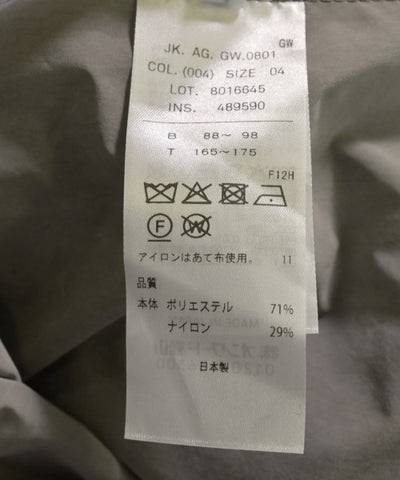 GW
JK. AG. GW.0801
COL. (004) SIZE 04
LOT. 8016645
INS. 489590
B 88～ 98
T 165～175
F12H
F W
アイロンはあて布使用。 11
品質
本体 ポリエステル 71%
ナイロン 29%
日本製